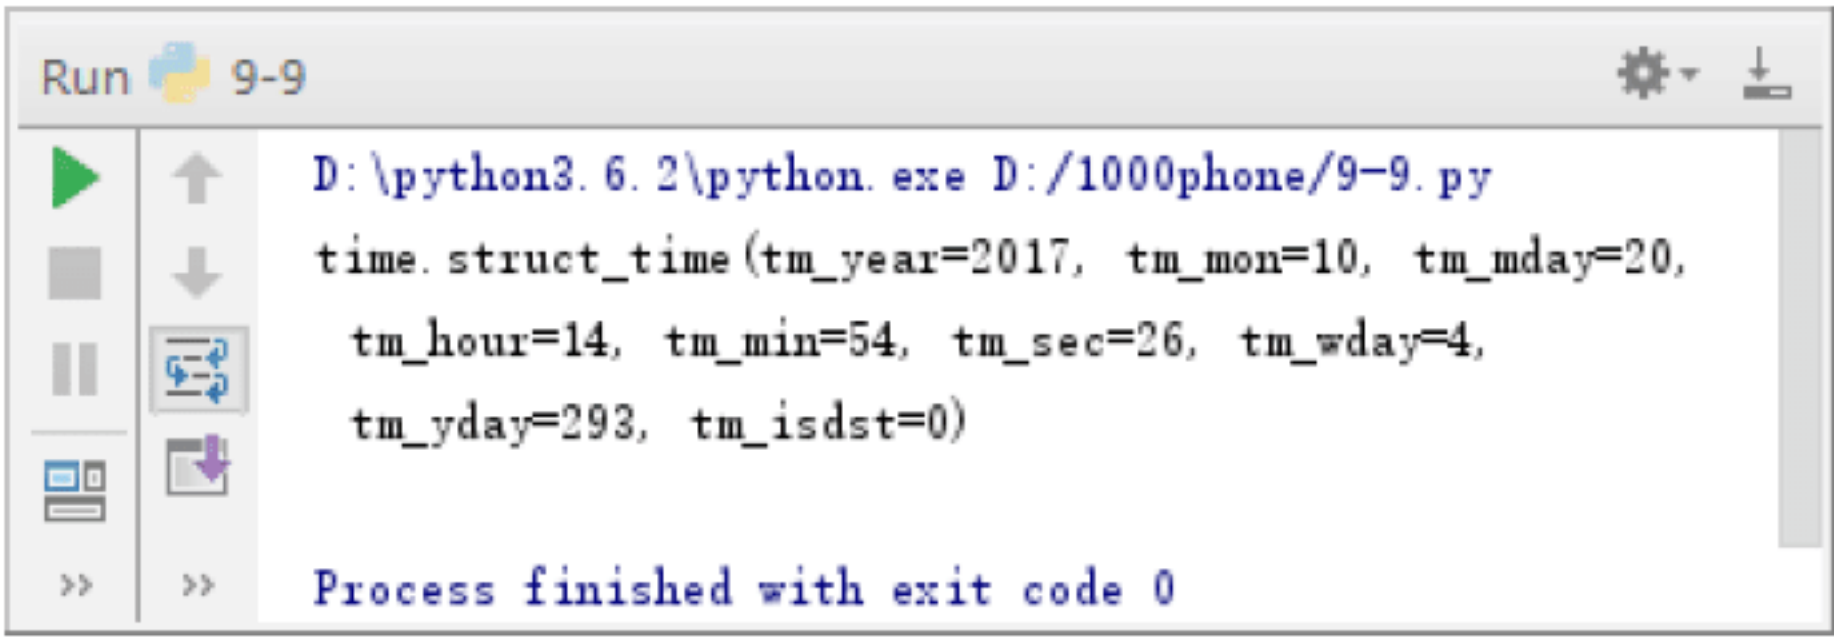 Run 9-9
D:\python3.6.2\python.exe D:/1000phone/9-9.py
time.struct_time(tm_year=2017, tm_mon=10, tm_mday=20,
tm_hour=14, tm_min=54, tm_sec=26, tm_wday=4,
tm_yday=293, tm_isdst=0)
Process finished with exit code 0